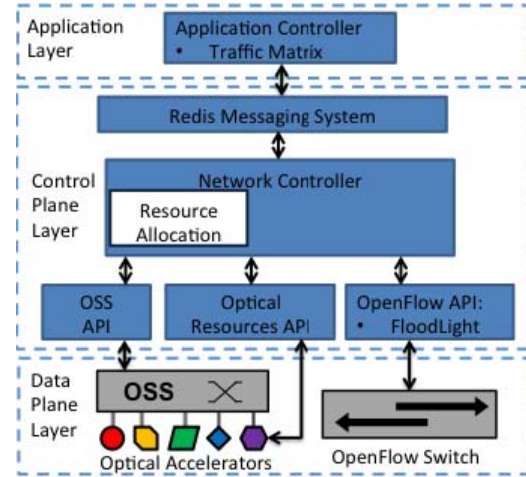 Application
Layer
Application Controller
• Traffic Matrix
Redis Messaging System
Control
Plane
Layer
Network Controller
Resource
Allocation
OSS
API
Optical
Resources API
OpenFlow API:
• FloodLight
Data
Plane
Layer
OSS
Optical Accelerators
OpenFlow Switch